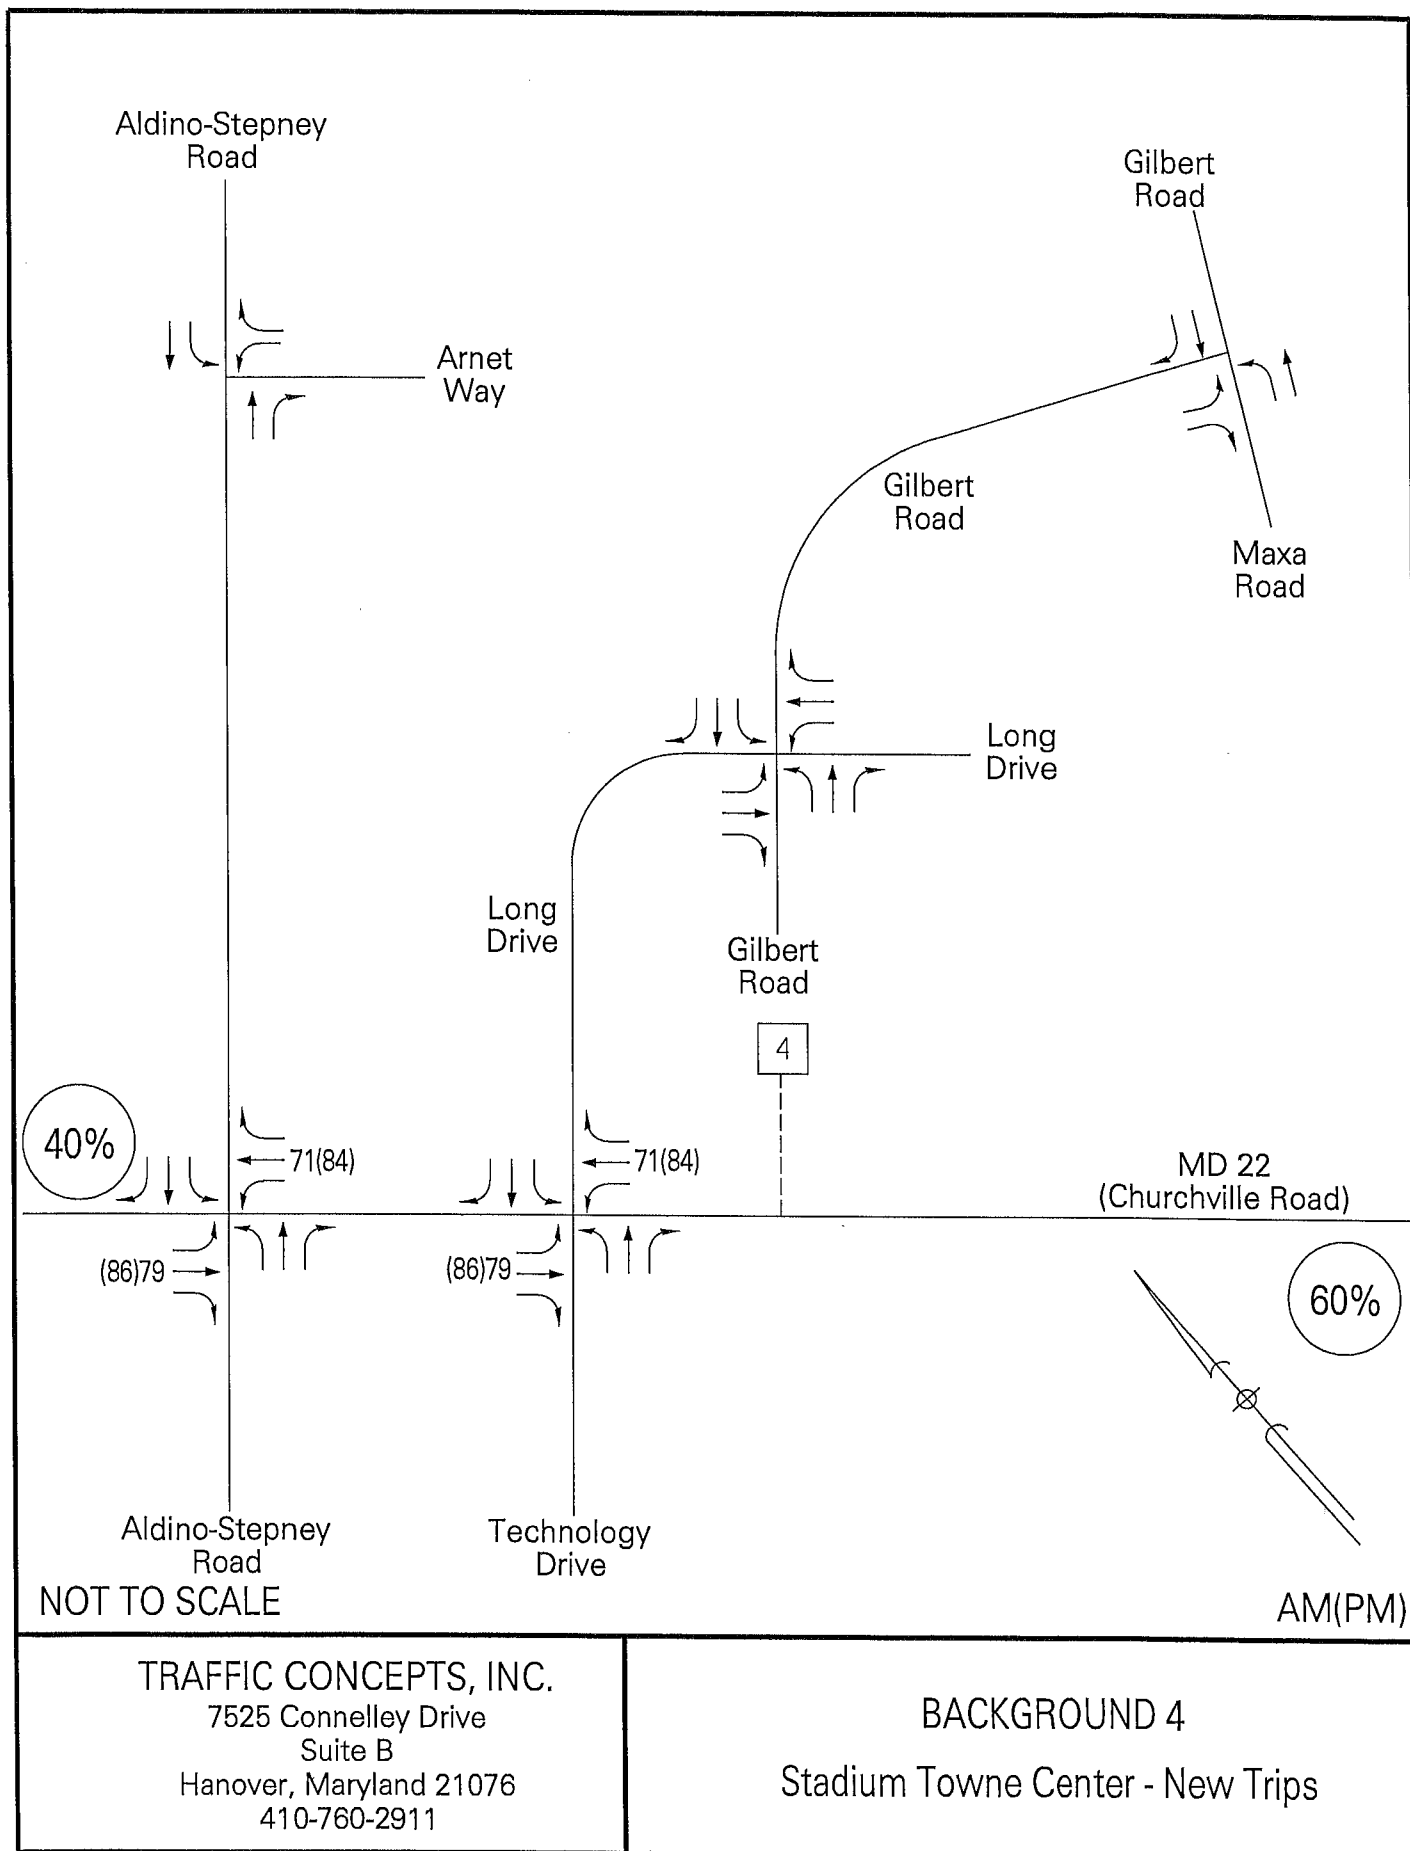 Aldino-Stepney
Road
Gilbert
Road
Arnet
Way
Gilbert
Road
Maxa
Road
Long
Drive
Long
Drive
Gilbert
Road
4
40%
71(84)
71(84)
MD 22
(Churchville Road)
(86)79
(86)79
60%
Aldino-Stepney
Road
Technology
Drive
NOT TO SCALE
AM(PM)
TRAFFIC CONCEPTS, INC.
7525 Connelley Drive
Suite B
Hanover, Maryland 21076
410-760-2911
BACKGROUND 4
Stadium Towne Center - New Trips